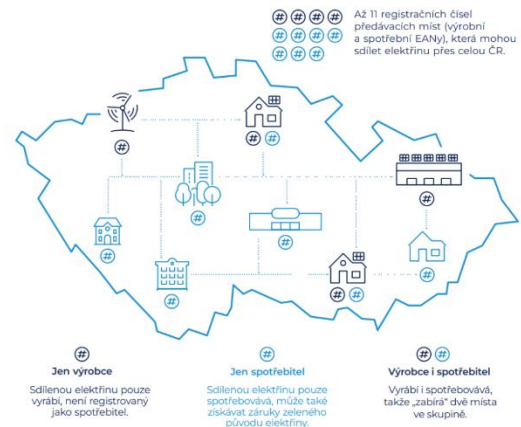 # # # #
# # # #
# # #
Až 11 registračních čísel
předávacích míst (výrobní
a spotřební EANy), která mohou
sdílet elektřinu přes celou ČR.
#
# #
#
#
#
#
#
#
# #
#
#
Jen výrobce
Sdílenou elektřinu pouze
vyrábí, není registrovaný
jako spotřebitel.
#
Jen spotřebitel
Sdílenou elektřinu pouze
spotřebovává, může také
získávat záruky zeleného
původu elektřiny.
# #
Výrobce i spotřebitel
Vyrábí i spotřebovává,
takže „zabírá“ dvě místa
ve skupině.